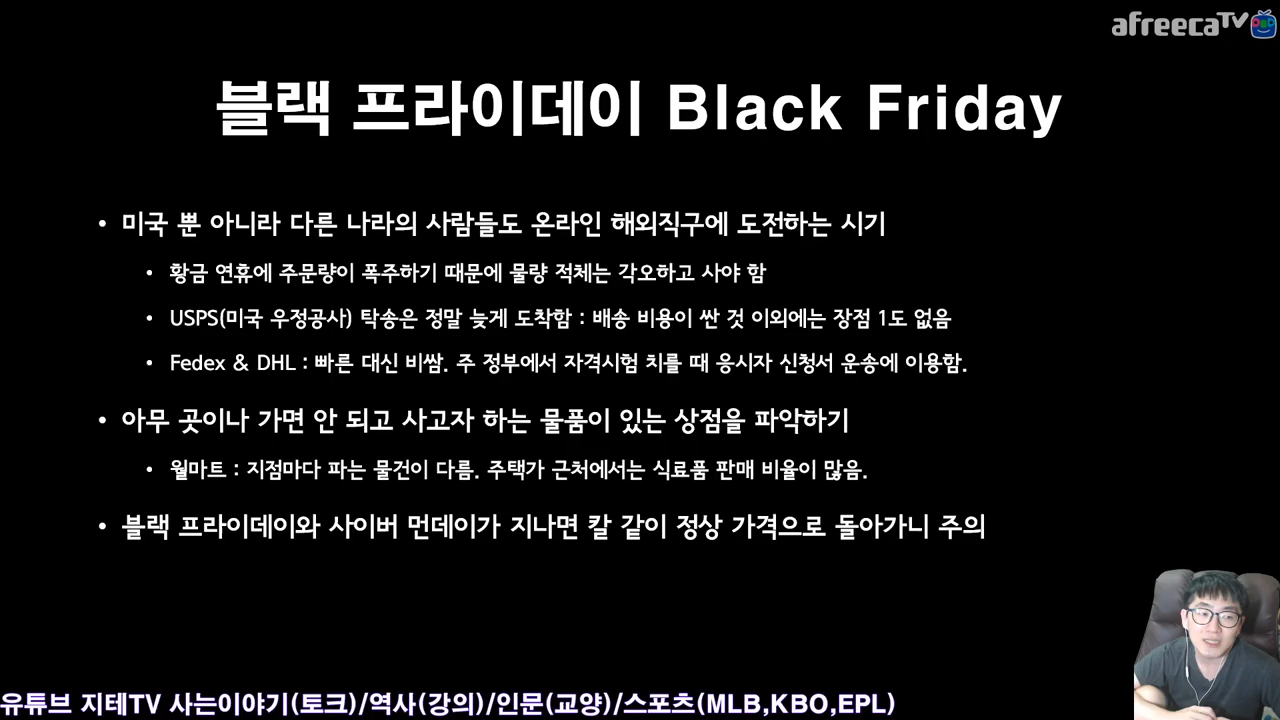 afreecaTV
블랙 프라이데이 Black Friday
• 미국 뿐 아니라 다른 나라의 사람들도 온라인 해외직구에 도전하는 시기
• 황금 연휴에 주문량이 폭주하기 때문에 물량 적체는 각오하고 사야 함
• USPS(미국 우정공사) 탁송은 정말 늦게 도착함 : 배송 비용이 싼 것 이외에는 장점 1도 없음
• Fedex & DHL : 빠른 대신 비쌈. 주 정부에서 자격시험 치를 때 응시자 신청서 운송에 이용함.
• 아무 곳이나 가면 안 되고 사고자 하는 물품이 있는 상점을 파악하기
• 월마트 : 지점마다 파는 물건이 다름. 주택가 근처에서는 식료품 판매 비율이 많음.
• 블랙 프라이데이와 사이버 먼데이가 지나면 칼 같이 정상 가격으로 돌아가니 주의
유튜브 지테TV 사는이야기(토크)/역사(강의)/인문(교양)/스포츠(MLB,KBO,EPL)